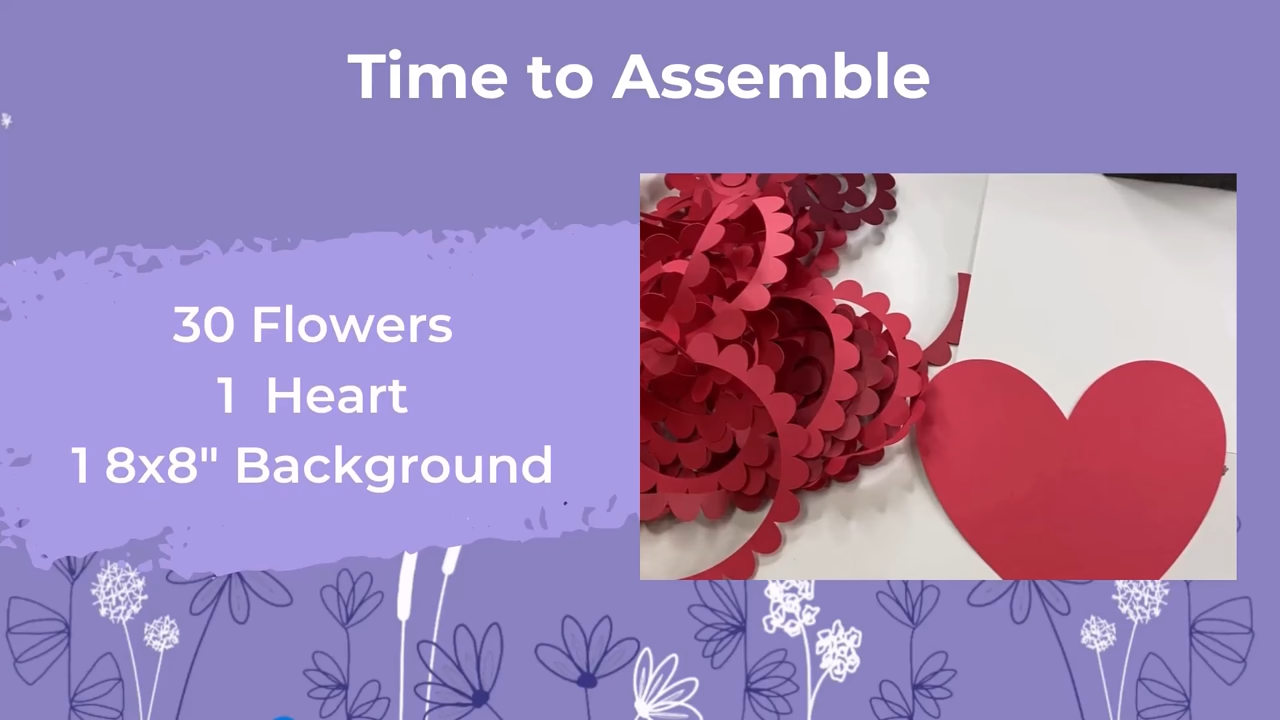 Time to Assemble
30 Flowers
1 Heart
1 8x8" Background